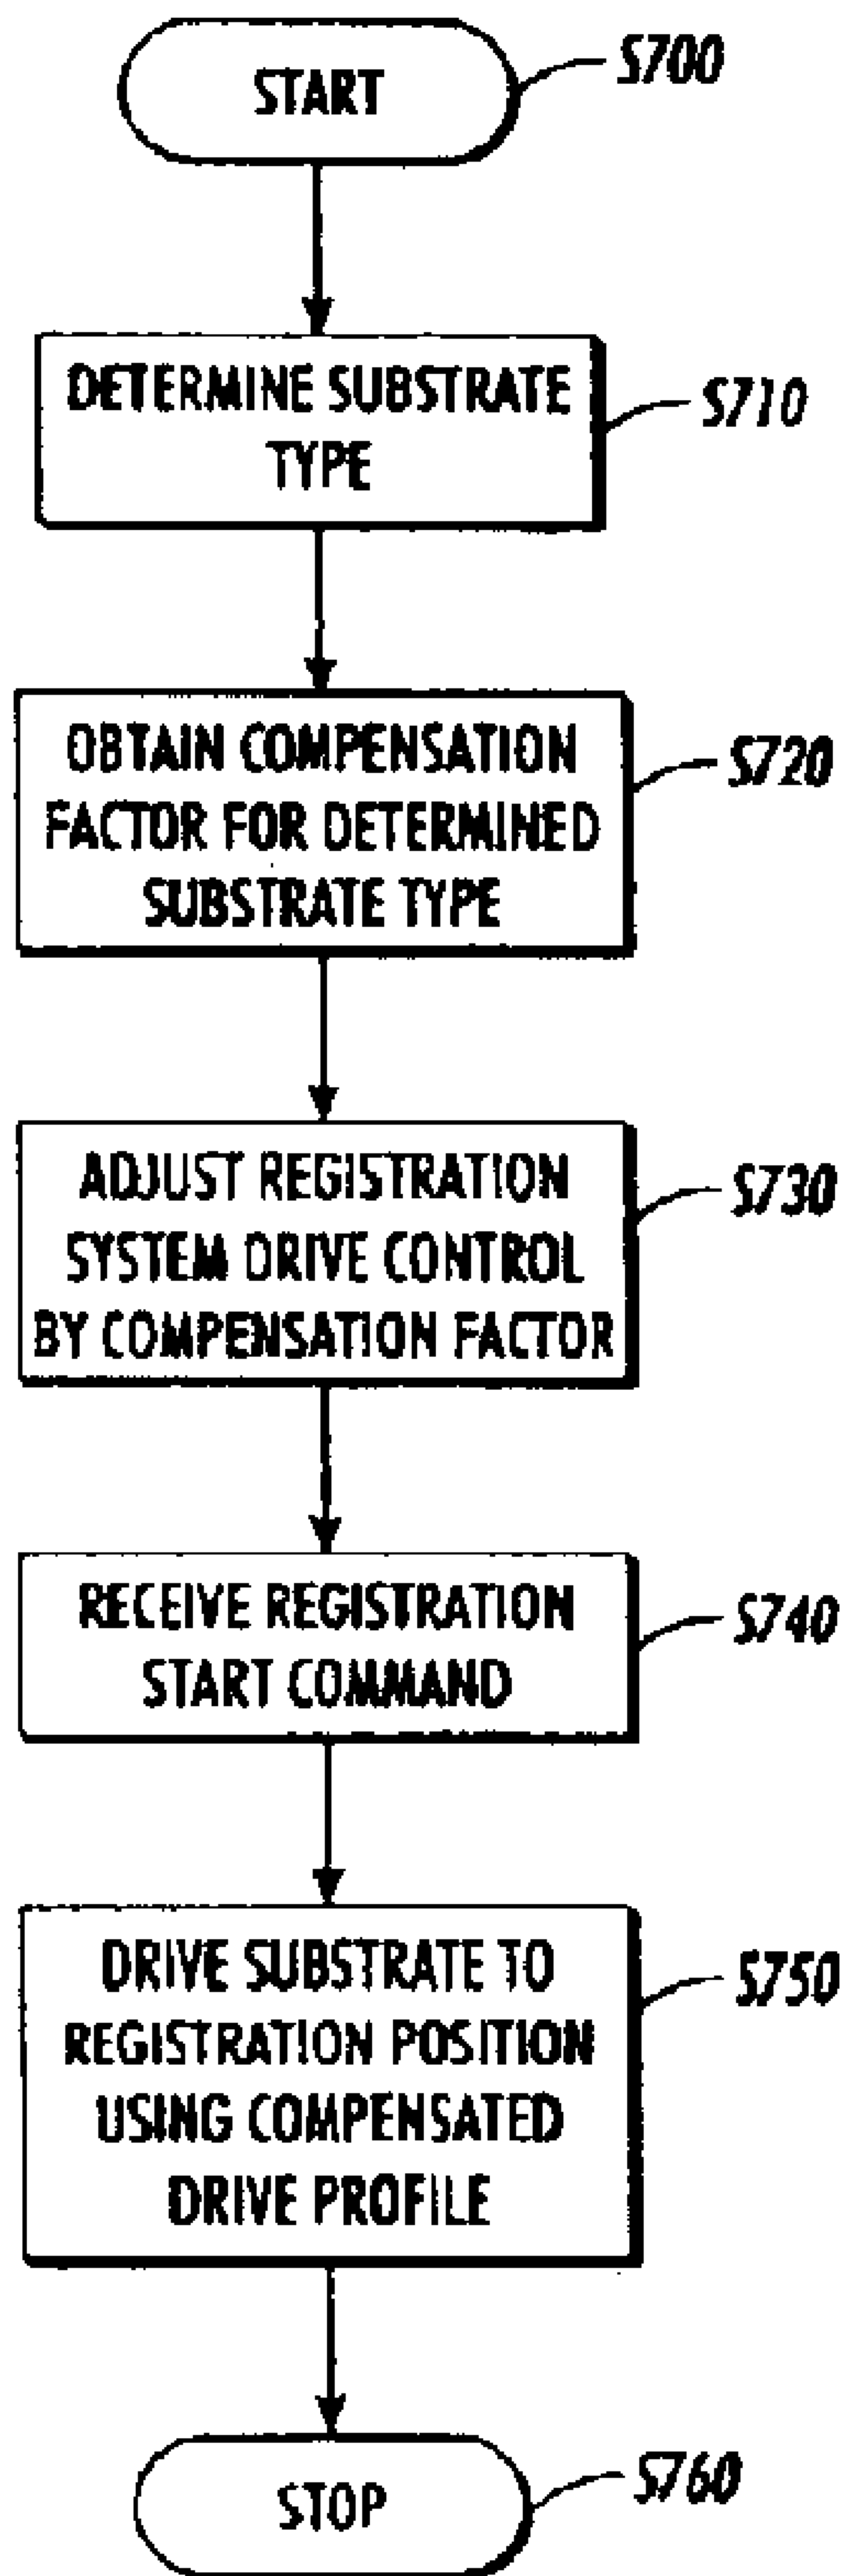 START
S700
DETERMINE SUBSTRATE
TYPE
S710
OBTAIN COMPENSATION
FACTOR FOR DETERMINED
SUBSTRATE TYPE
S720
ADJUST REGISTRATION
SYSTEM DRIVE CONTROL
BY COMPENSATION FACTOR
S730
RECEIVE REGISTRATION
START COMMAND
S740
DRIVE SUBSTRATE TO
REGISTRATION POSITION
USING COMPENSATED
DRIVE PROFILE
S750
STOP
S760